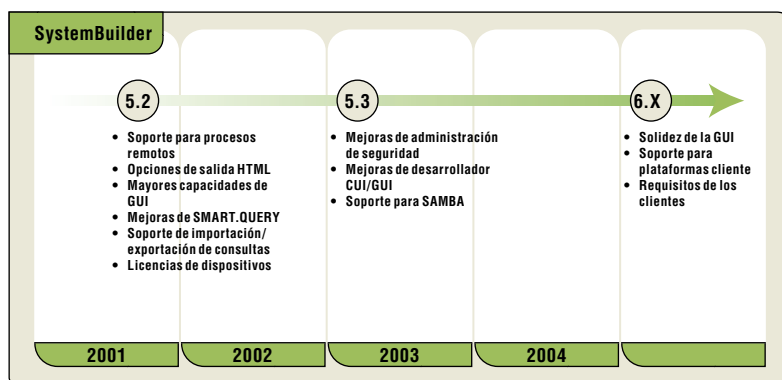 SystemBuilder
5.2
• Soporte para procesos
remotos
• Opciones de salida HTML
• Mayores capacidades de
GUI
• Mejoras de SMART.QUERY
• Soporte de importación/
exportación de consultas
• Licencias de dispositivos
5.3
• Mejoras de administración
de seguridad
• Mejoras de desarrollador
CUI/GUI
• Soporte para SAMBA
6.X
• Solidez de la GUI
• Soporte para
plataformas cliente
• Requisitos de los
clientes
2001
2002
2003
2004